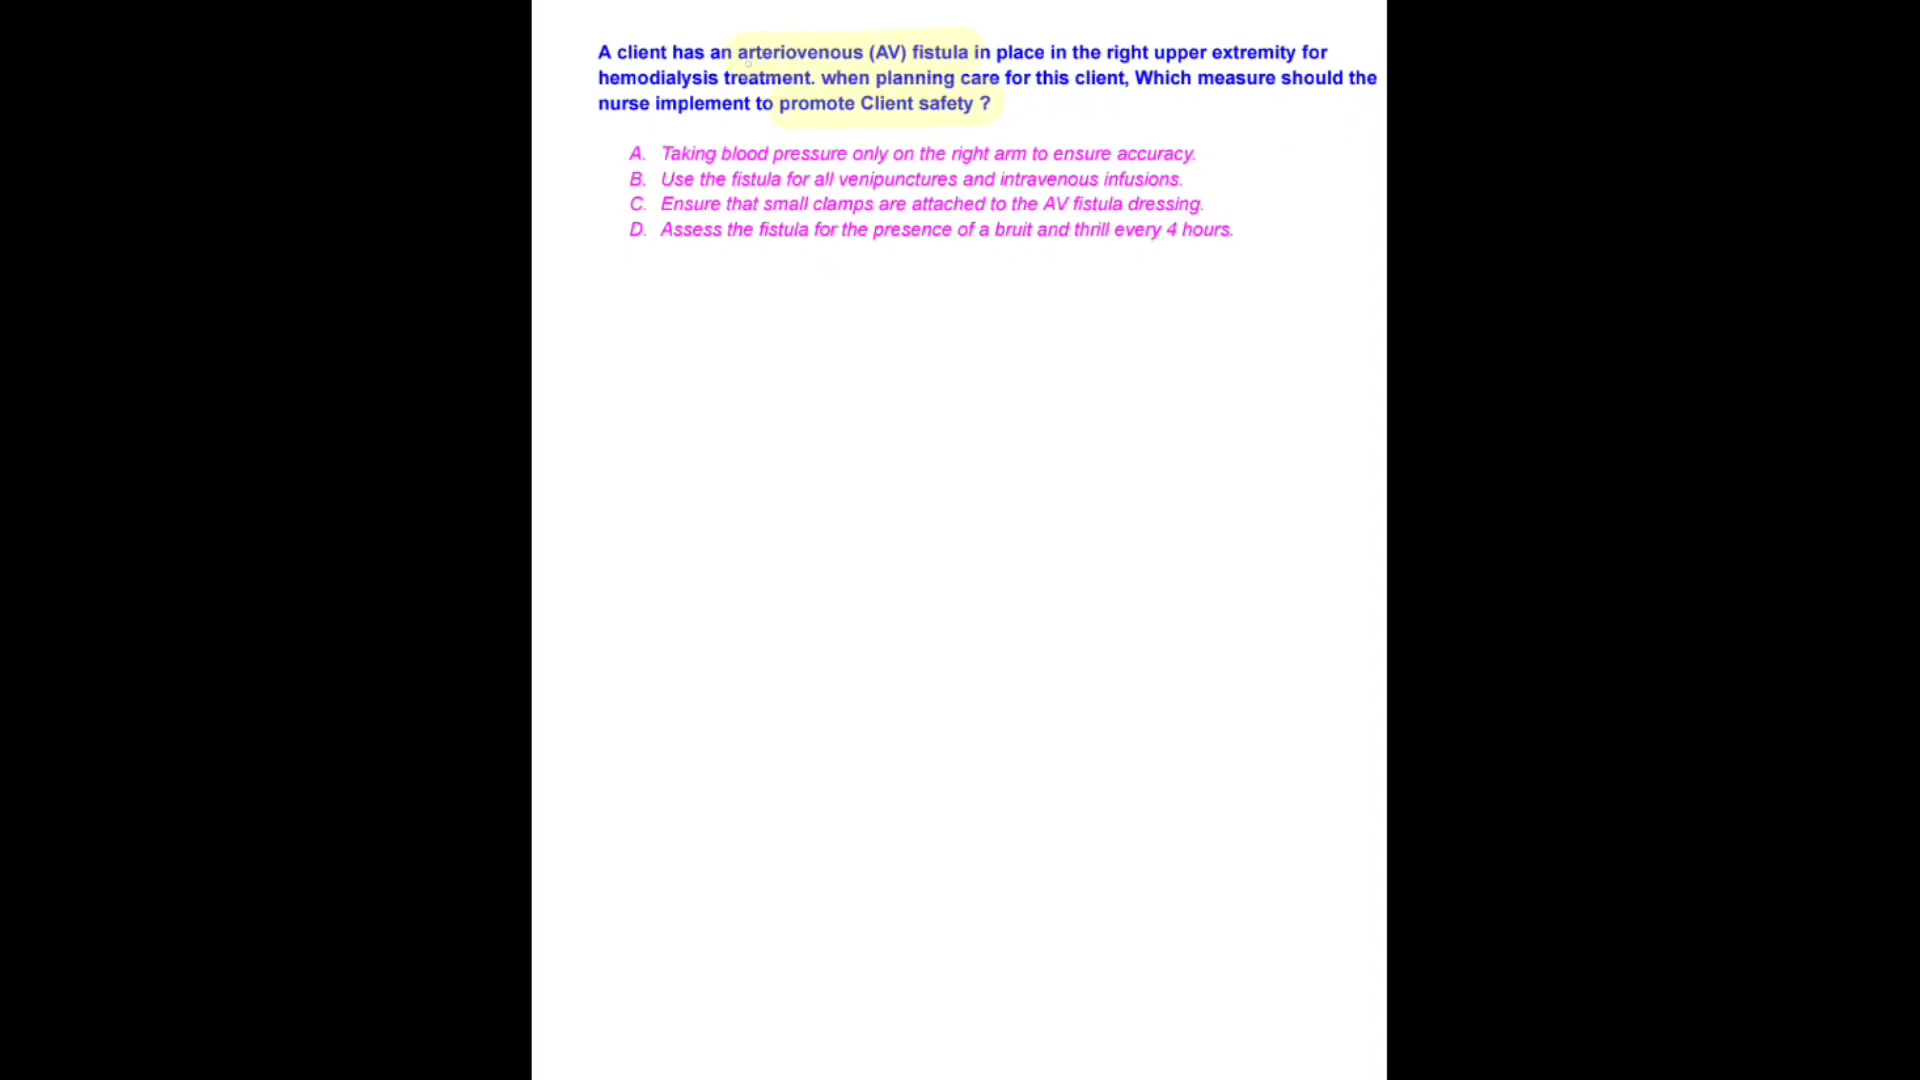 A client has an arteriovenous (AV) fistula in place in the right upper extremity for
hemodialysis treatment. when planning care for this client, Which measure should the
nurse implement to promote Client safety ?
A. Taking blood pressure only on the right arm to ensure accuracy.
B. Use the fistula for all venipunctures and intravenous infusions.
C. Ensure that small clamps are attached to the AV fistula dressing.
D. Assess the fistula for the presence of a bruit and thrill every 4 hours.